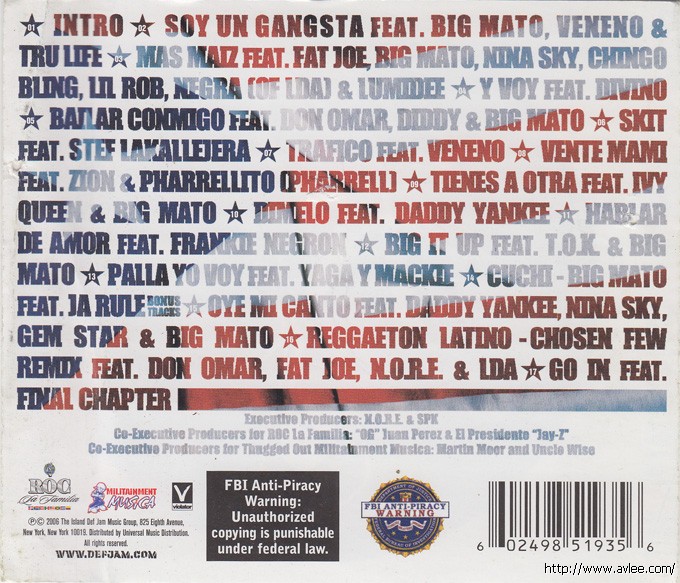 01 INTRO ★ 02 SOY UN GANGSTA FEAT. BIG MATO, VENENO &
TRU LIFE ★ 03 MAS MAIZ FEAT. FAT JOE, BIG MATO, NINA SKY, CHINGO
BLING, LIL ROB, NEGRA (OF LDA) & LUMIDEE ★ 04 Y VOY FEAT. DIVINO
05 BAILAR CONMIGO FEAT. DON OMAR, DIDDY & BIG MATO ★ 06 SKIT
FEAT. STEF LAKALLEJERA ★ 07 TRAFICO FEAT. VENENO ★ 08 VENTE MAMI
FEAT. ZION & PHARRELLITO (PHARRELL) ★ 09 TIENES A OTRA FEAT. IVY
QUEEN & BIG MATO ★ 10 DIMELO FEAT. DADDY YANKEE ★ 11 HABLAR
DE AMOR FEAT. FRANKIE NEGRON ★ 12 BIG IT UP FEAT. T.O.K. & BIG
MATO ★ 13 PALLA YO VOY FEAT. YAGA Y MACKIE ★ 14 CUCHI - BIG MATO
FEAT. JA RULE BONUS TRACKS ★ 15 OYE MI CANTO FEAT. DADDY YANKEE, NINA SKY,
GEM STAR & BIG MATO ★ 16 REGGAETON LATINO - CHOSEN FEW
REMIX FEAT. DON OMAR, FAT JOE, N.O.R.E. & LDA ★ 17 GO IN FEAT.
FINAL CHAPTER
Executive Producers: N.O.R.E. & SPK
Co-Executive Producers for ROC La Familia: "OG" Juan Perez & El Presidente "Jay-Z"
Co-Executive Producers for Thugged Out Militainment Musica: Martin Moor and Uncle Wise
ROC
La Familia
MILITAINMENT
MUSICA
V
violator
℗© 2006 The Island Def Jam Music Group, 825 Eighth Avenue,
New York, New York 10019. Distributed by Universal Music Distribution.
All rights reserved.
WWW.DEFJAM.COM
FBI Anti-Piracy
Warning:
Unauthorized
copying is punishable
under federal law.
FBI ANTI-PIRACY
WARNING
6 02498 51935 6
http://www.avlee.com/